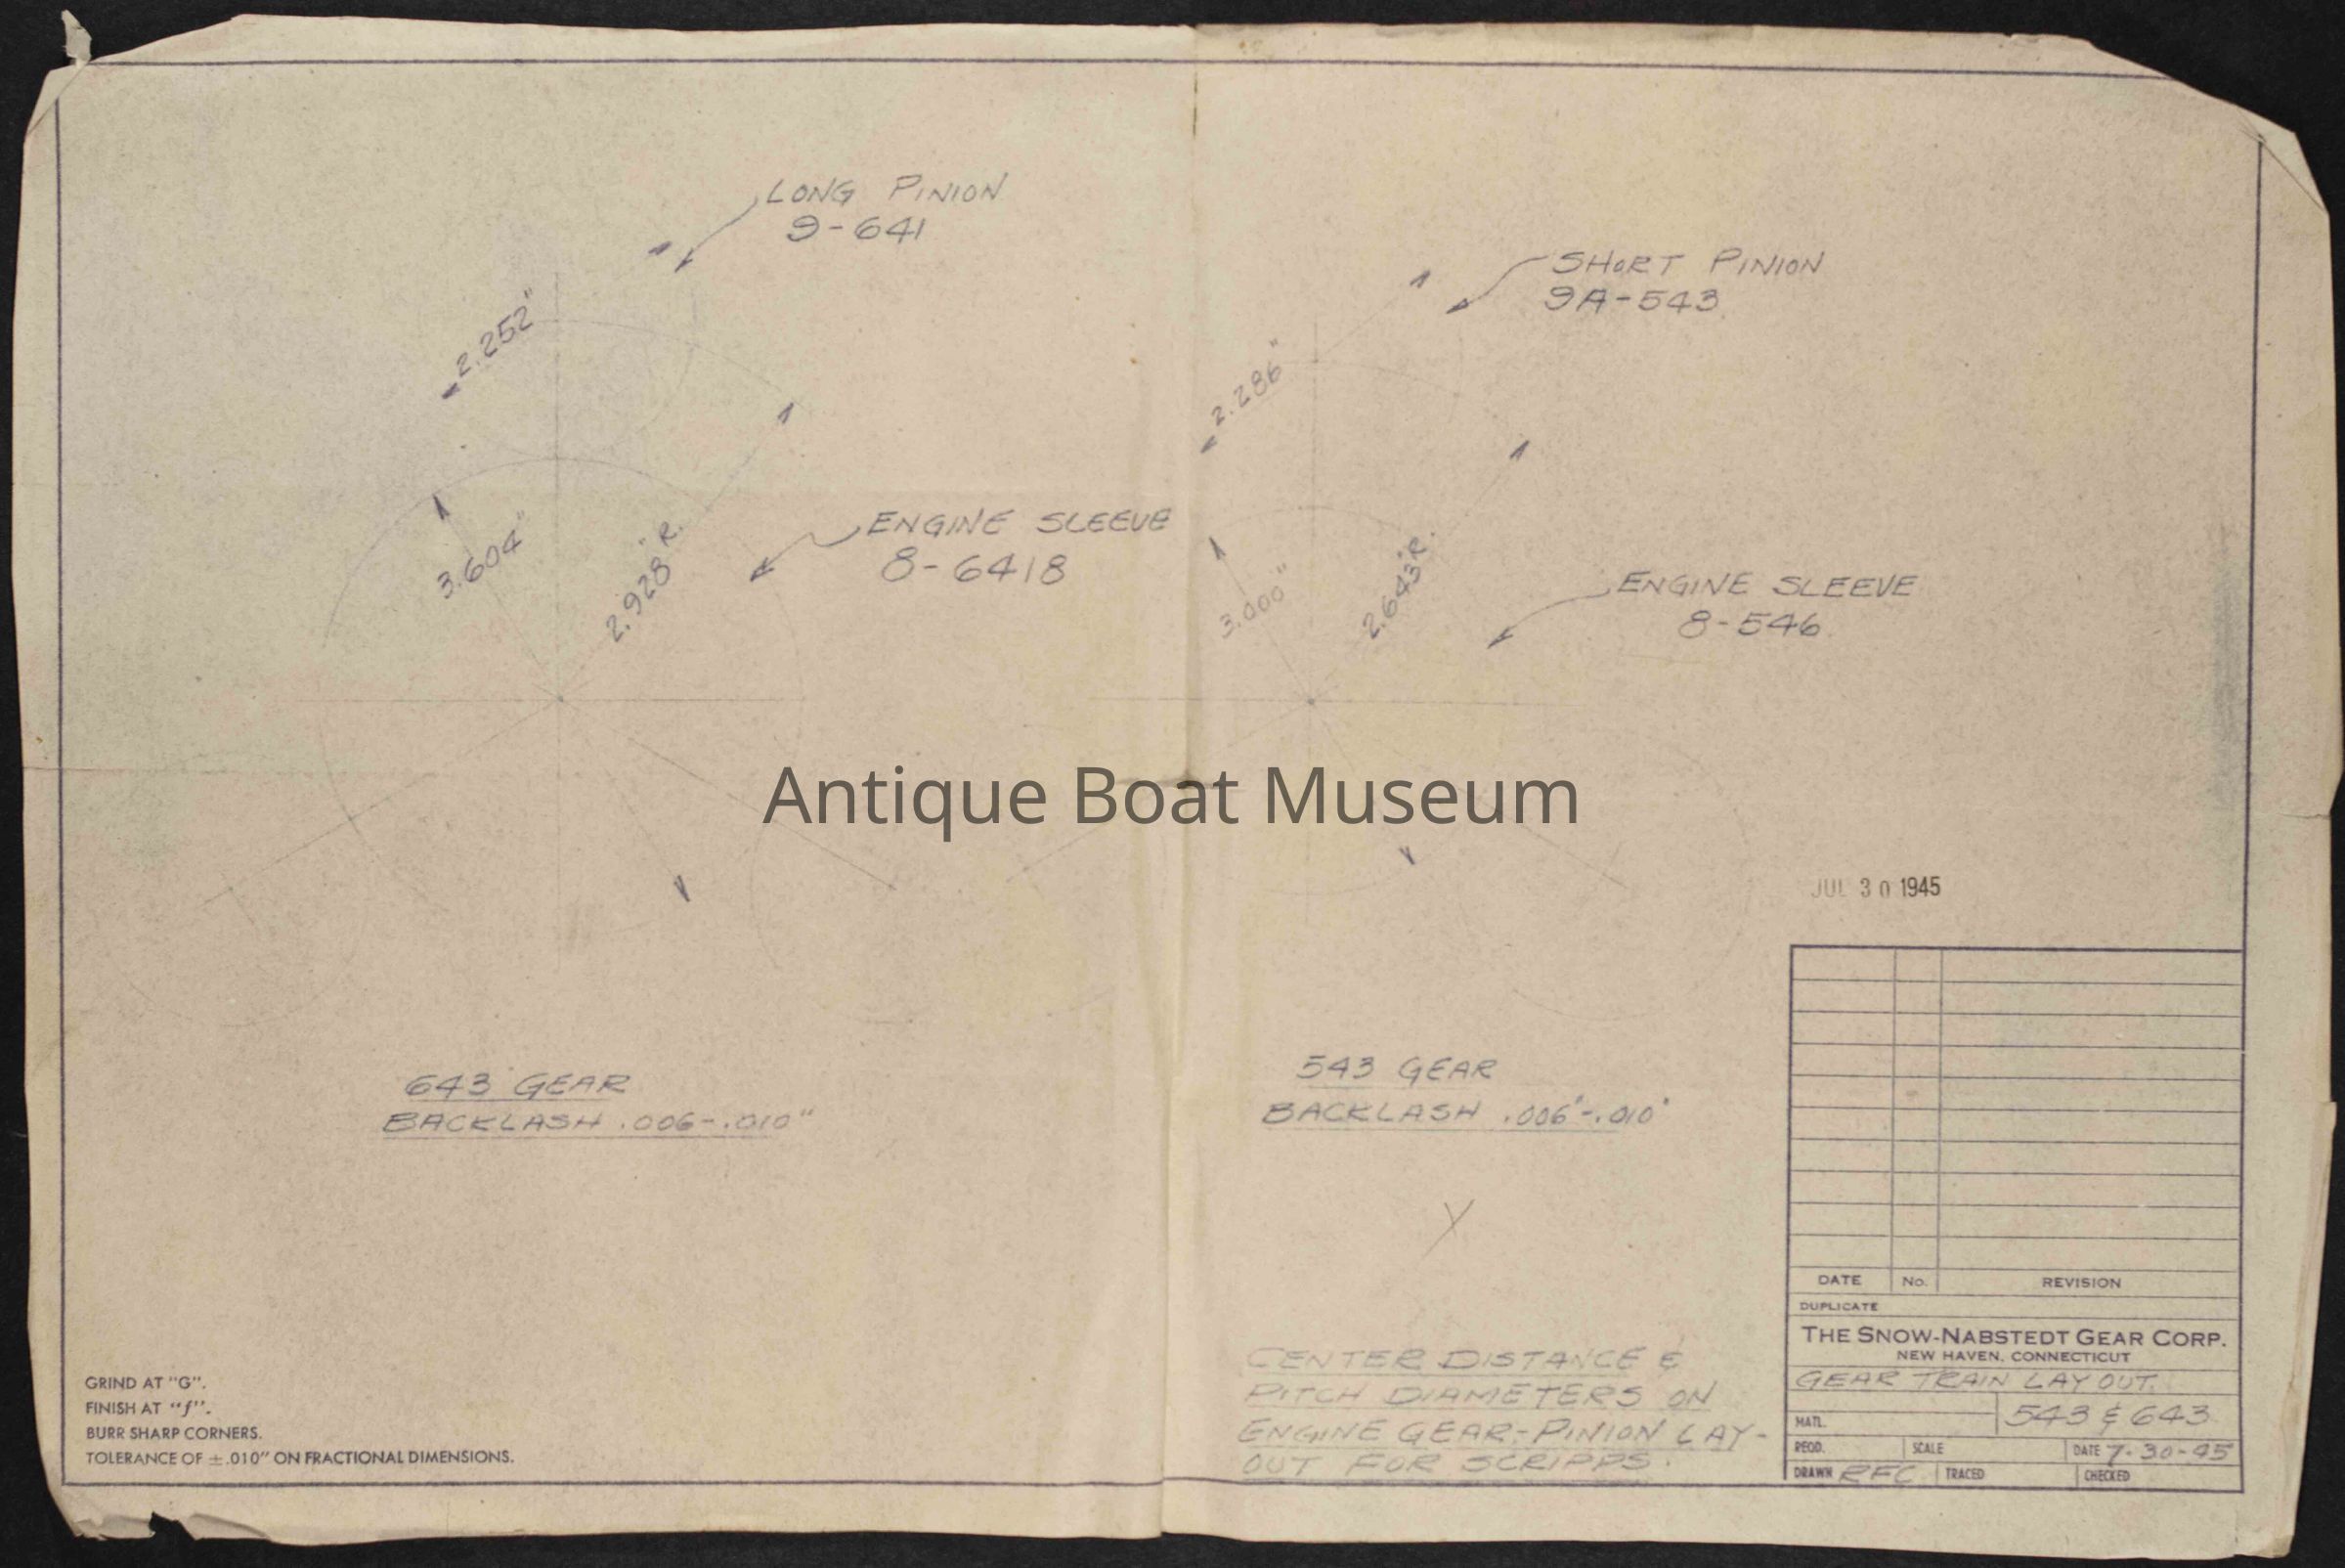 LONG PINION
9-641
2.252"
3.604"
2.928" R.
ENGINE SLEEVE
8-6418
643 GEAR
BACKLASH .006-.010"
SHORT PINION
9A-543
2.286"
3.000"
2.643"R.
ENGINE SLEEVE
8-546
543 GEAR
BACKLASH .006"-.010"
Antique Boat Museum
JUL 30 1945
CENTER DISTANCE &
PITCH DIAMETERS ON
ENGINE GEAR-PINION LAY-
OUT FOR SCRIPPS.
GRIND AT "G".
FINISH AT "f".
BURR SHARP CORNERS.
TOLERANCE OF ±.010" ON FRACTIONAL DIMENSIONS.
DATE No. REVISION
DUPLICATE
THE SNOW-NABSTEDT GEAR CORP.
NEW HAVEN, CONNECTICUT
GEAR TRAIN LAY OUT.
MATL. 543 & 643
REQD. SCALE DATE 7-30-45
DRAWN RFC TRACED CHECKED